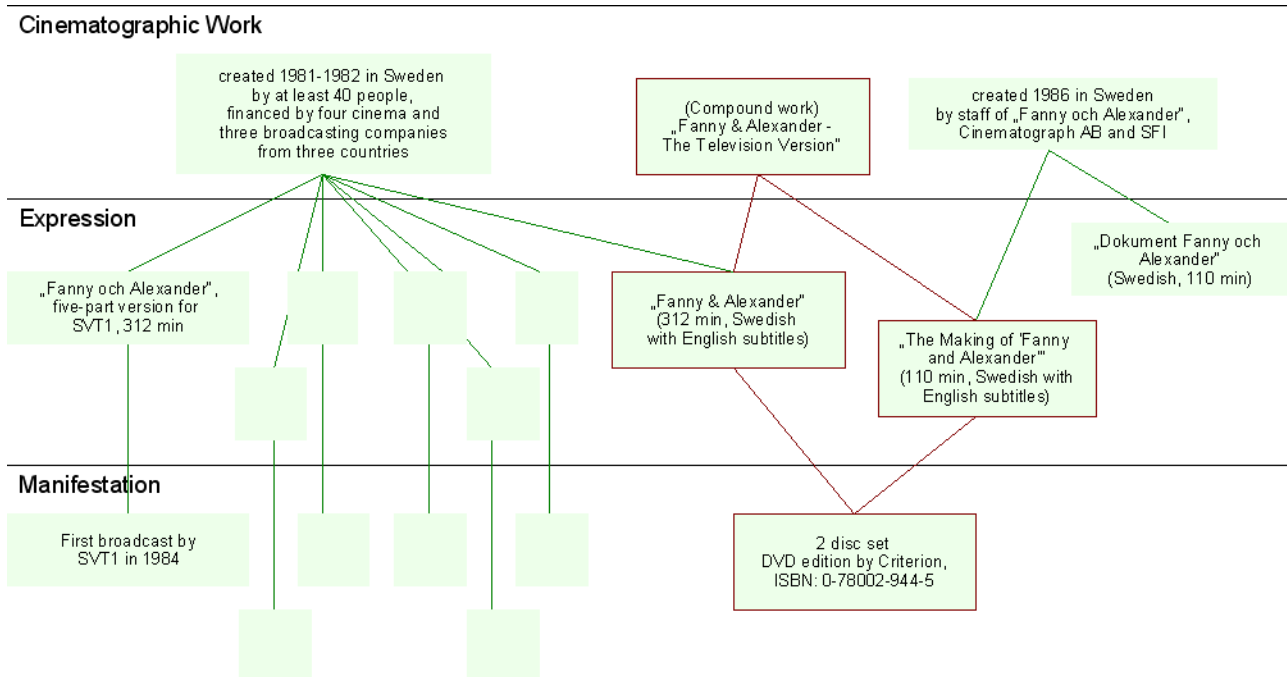 Cinematographic Work
created 1981-1982 in Sweden
by at least 40 people,
financed by four cinema and
three broadcasting companies
from three countries
(Compound work)
„Fanny & Alexander -
The Television Version”
created 1986 in Sweden
by staff of „Fanny och Alexander”,
Cinematograph AB and SFI
Expression
„Fanny och Alexander”,
five-part version for
SVT1, 312 min
„Fanny & Alexander”
(312 min, Swedish
with English subtitles)
„The Making of 'Fanny
and Alexander'”
(110 min, Swedish with
English subtitles)
„Dokument Fanny och
Alexander”
(Swedish, 110 min)
Manifestation
First broadcast by
SVT1 in 1984
2 disc set
DVD edition by Criterion,
ISBN: 0-78002-944-5